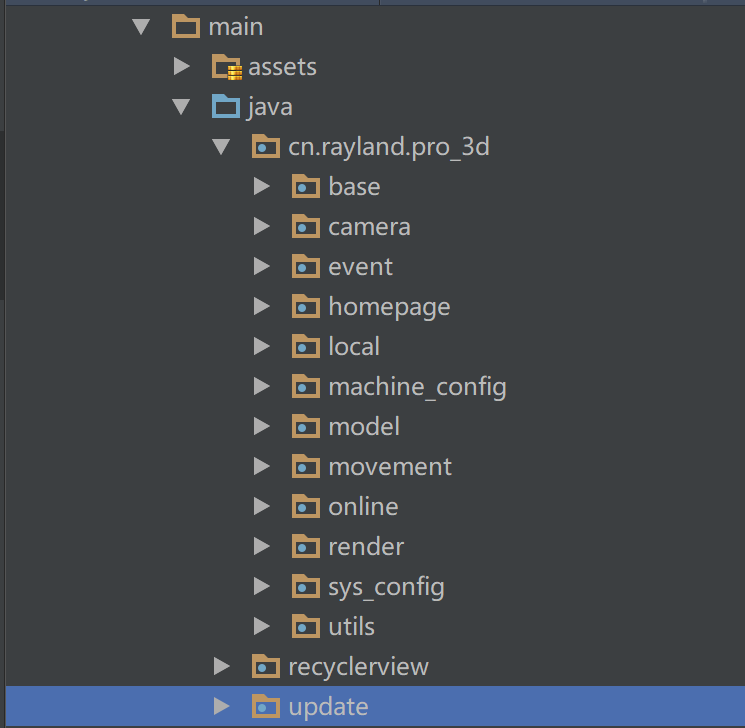 main
assets
java
cn.rayland.pro_3d
base
camera
event
homepage
local
machine_config
model
movement
online
render
sys_config
utils
recyclerview
update